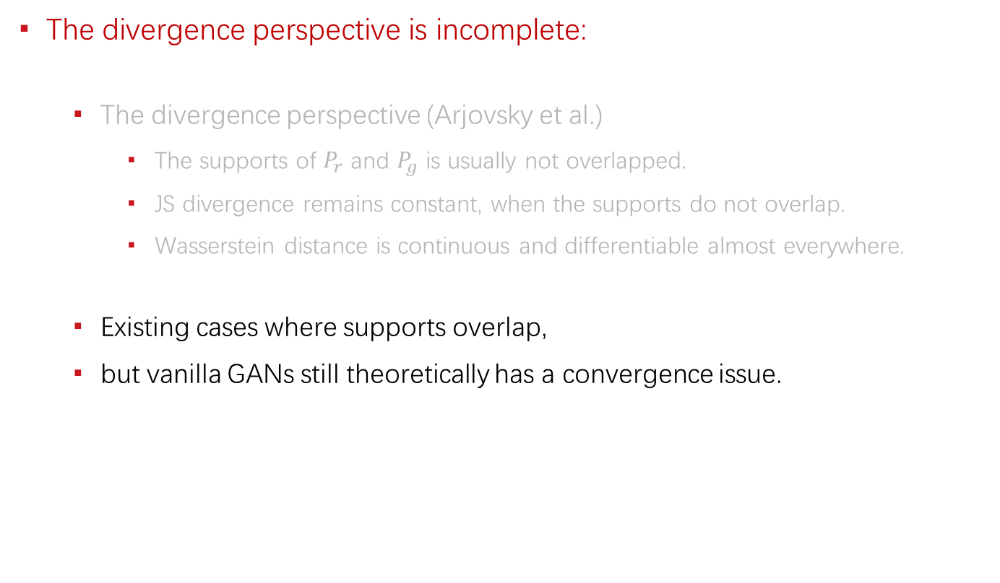 ▪ The divergence perspective is incomplete:
▪ The divergence perspective (Arjovsky et al.)
▪ The supports of P_r and P_g is usually not overlapped.
▪ JS divergence remains constant, when the supports do not overlap.
▪ Wasserstein distance is continuous and differentiable almost everywhere.
▪ Existing cases where supports overlap,
▪ but vanilla GANs still theoretically has a convergence issue.